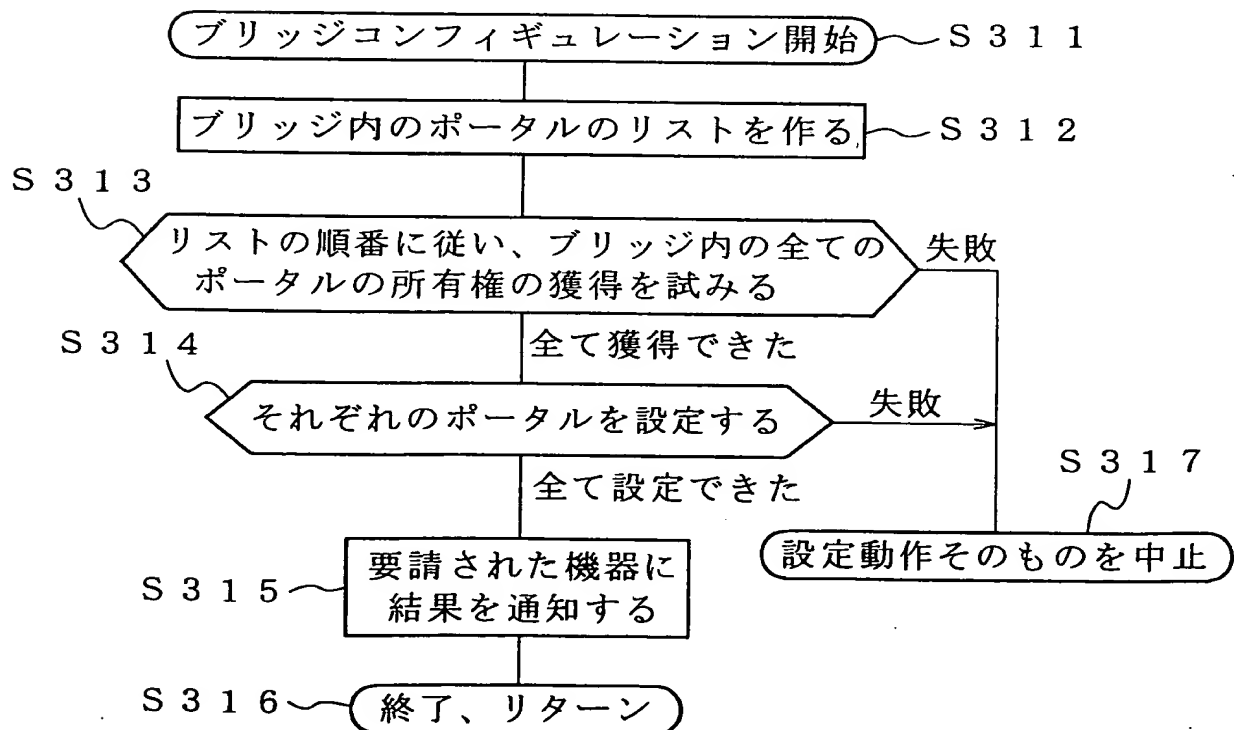 ブリッジコンフィギュレーション開始
S311
ブリッジ内のポータルのリストを作る
S312
S313
リストの順番に従い、ブリッジ内の全ての
ポータルの所有権の獲得を試みる
失敗
全て獲得できた
S314
それぞれのポータルを設定する
失敗
全て設定できた
S317
設定動作そのものを中止
S315
要請された機器に
結果を通知する
S316
終了、リターン